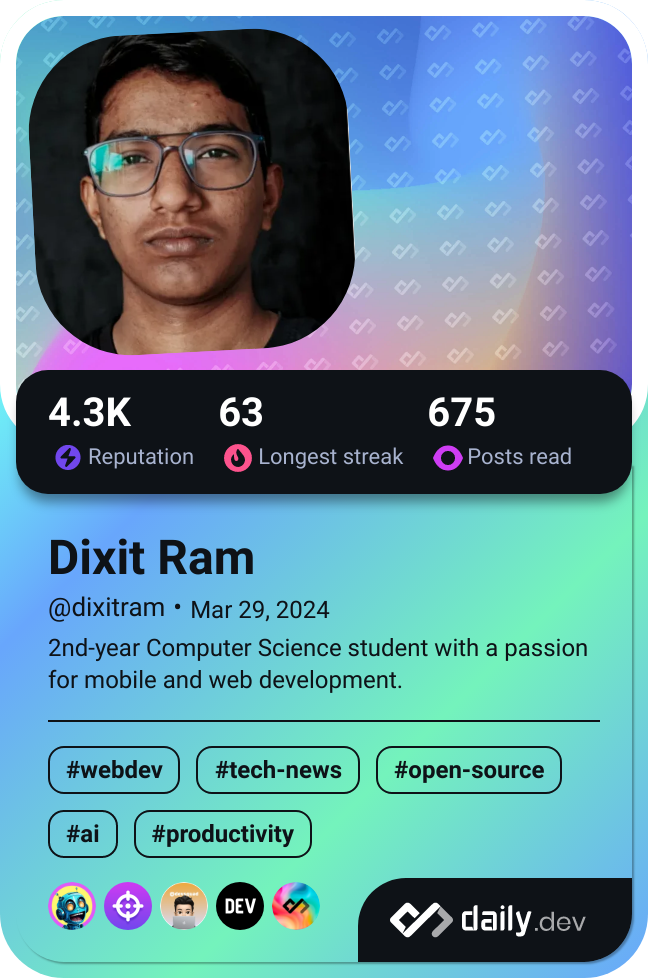 4.3K 63 675
Reputation Longest streak Posts read
Dixit Ram
@dixitram • Mar 29, 2024
2nd-year Computer Science student with a passion
for mobile and web development.
#webdev #tech-news #open-source
#ai #productivity
DEV
daily.dev